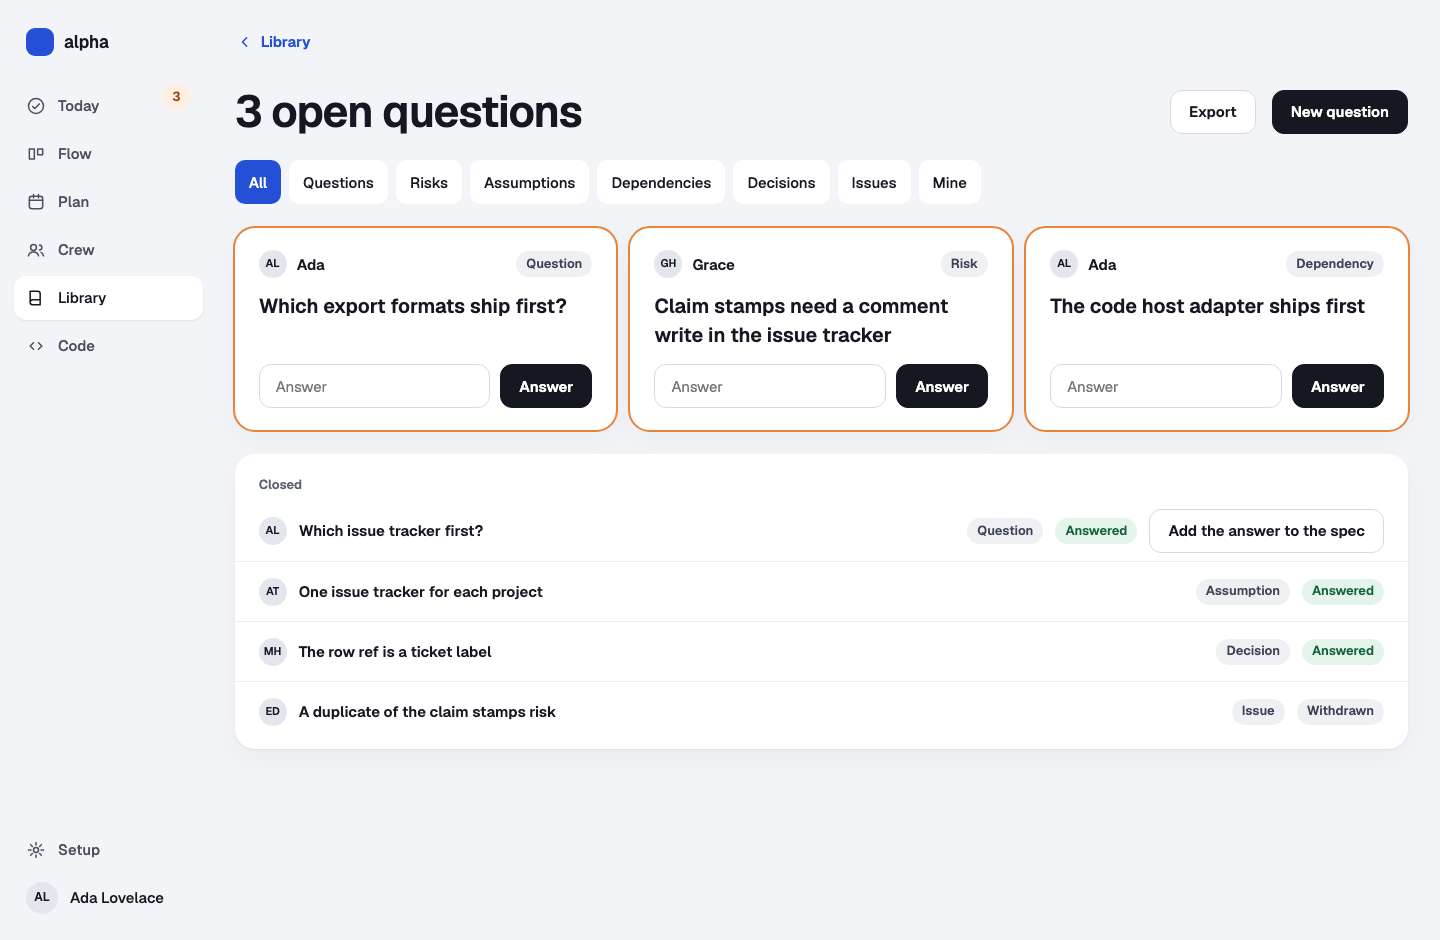 alpha
Library
Today
3
Flow
Plan
Crew
Library
Code
Setup
AL
Ada Lovelace
3 open questions
Export
New question
All
Questions
Risks
Assumptions
Dependencies
Decisions
Issues
Mine
AL
Ada
Question
Which export formats ship first?
Answer
Answer
GH
Grace
Risk
Claim stamps need a comment
write in the issue tracker
Answer
Answer
AL
Ada
Dependency
The code host adapter ships first
Answer
Answer
Closed
AL
Which issue tracker first?
Question
Answered
Add the answer to the spec
AT
One issue tracker for each project
Assumption
Answered
MH
The row ref is a ticket label
Decision
Answered
ED
A duplicate of the claim stamps risk
Issue
Withdrawn